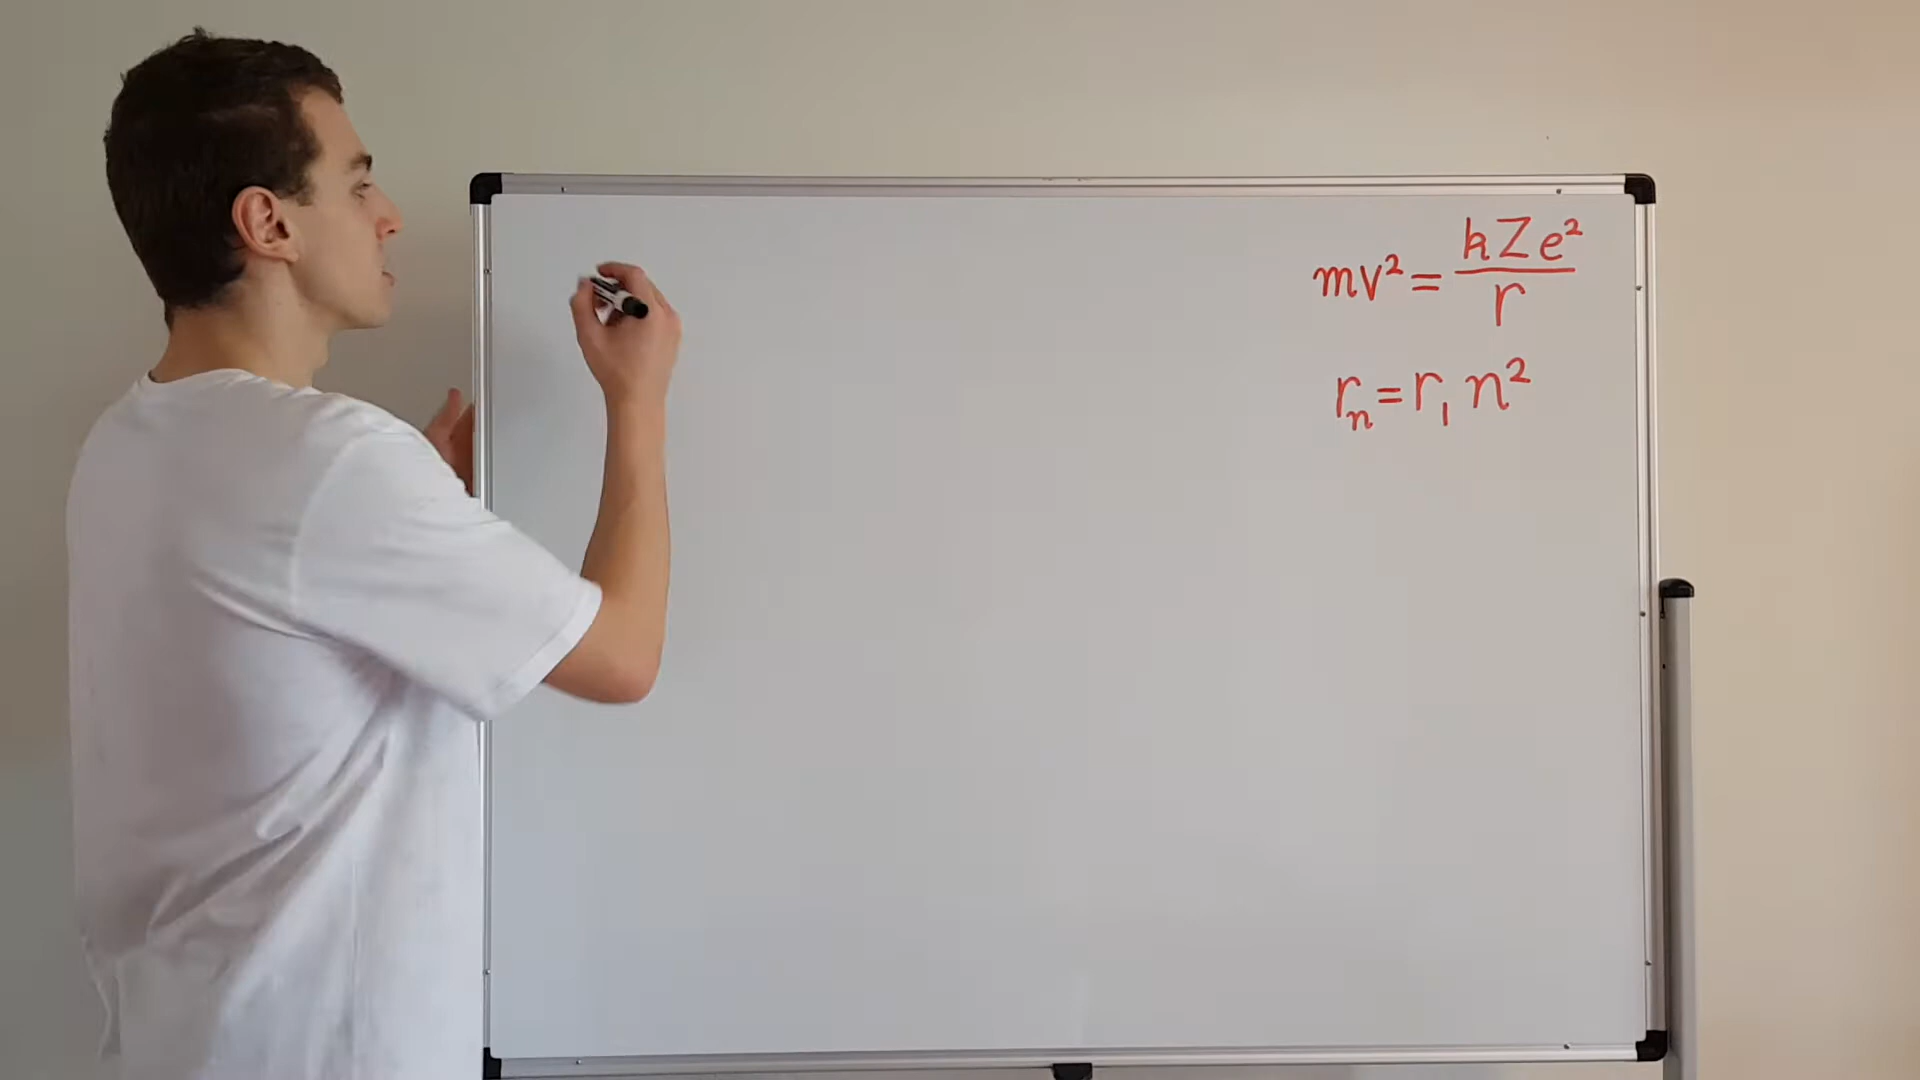 mv² = kZe²/r
rₙ = r₁ n²